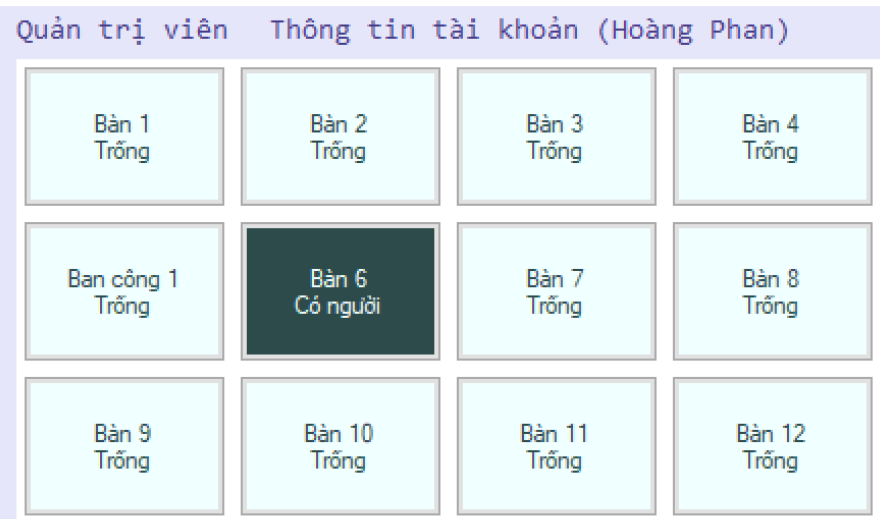 Quản trị viên Thông tin tài khoản (Hoàng Phan)
Bàn 1
Trống
Bàn 2
Trống
Bàn 3
Trống
Bàn 4
Trống
Ban công 1
Trống
Bàn 6
Có người
Bàn 7
Trống
Bàn 8
Trống
Bàn 9
Trống
Bàn 10
Trống
Bàn 11
Trống
Bàn 12
Trống